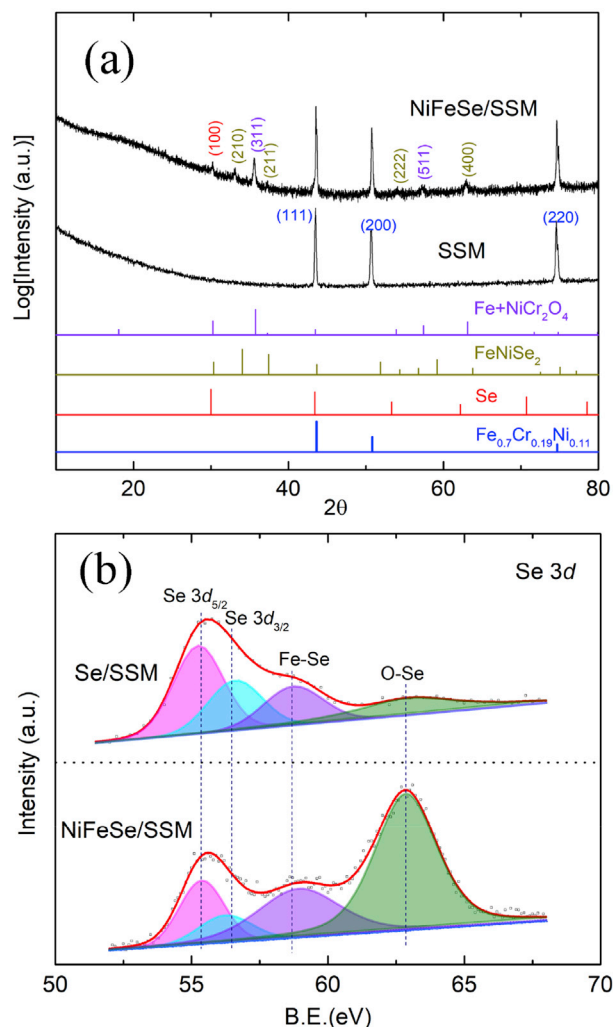 (a)
NiFeSe/SSM
(100)
(210)
(311)
(211)
(222)
(511)
(400)
(111)
(200)
(220)
SSM
Fe+NiCr₂O₄
FeNiSe₂
Se
Fe₀.₇Cr₀.₁₉Ni₀.₁₁
Log[Intensity (a.u.)]
20 40 60 80
2θ
(b)
Se 3d
Se 3d₅/₂
Se 3d₃/₂
Fe-Se
O-Se
Se/SSM
NiFeSe/SSM
Intensity (a.u.)
50 55 60 65 70
B.E.(eV)